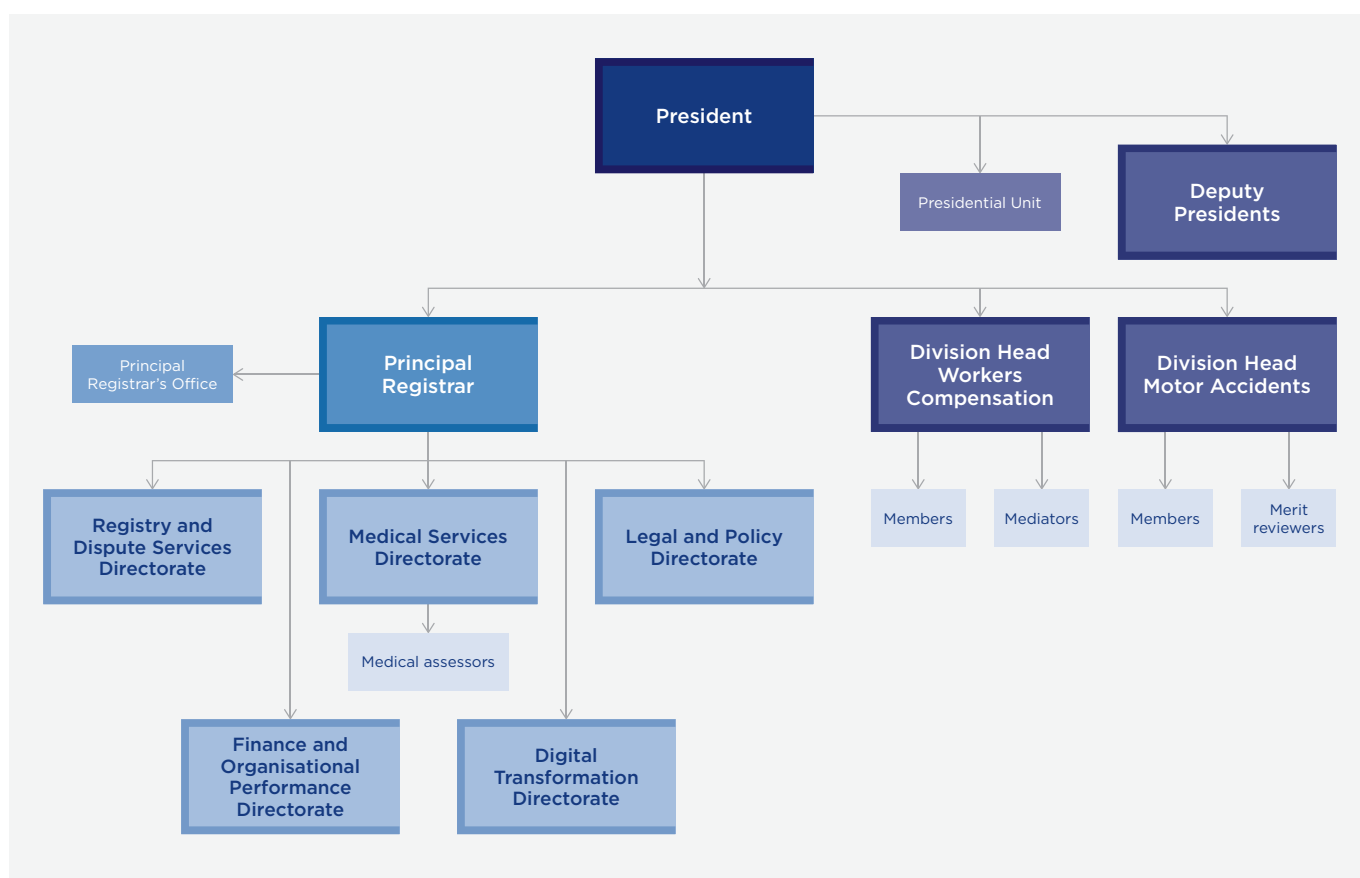 President
Presidential Unit
Deputy
Presidents
Principal
Registrar's Office
Principal
Registrar
Division Head
Workers
Compensation
Division Head
Motor Accidents
Registry and
Dispute Services
Directorate
Medical Services
Directorate
Legal and Policy
Directorate
Members
Mediators
Members
Merit
reviewers
Medical assessors
Finance and
Organisational
Performance
Directorate
Digital
Transformation
Directorate